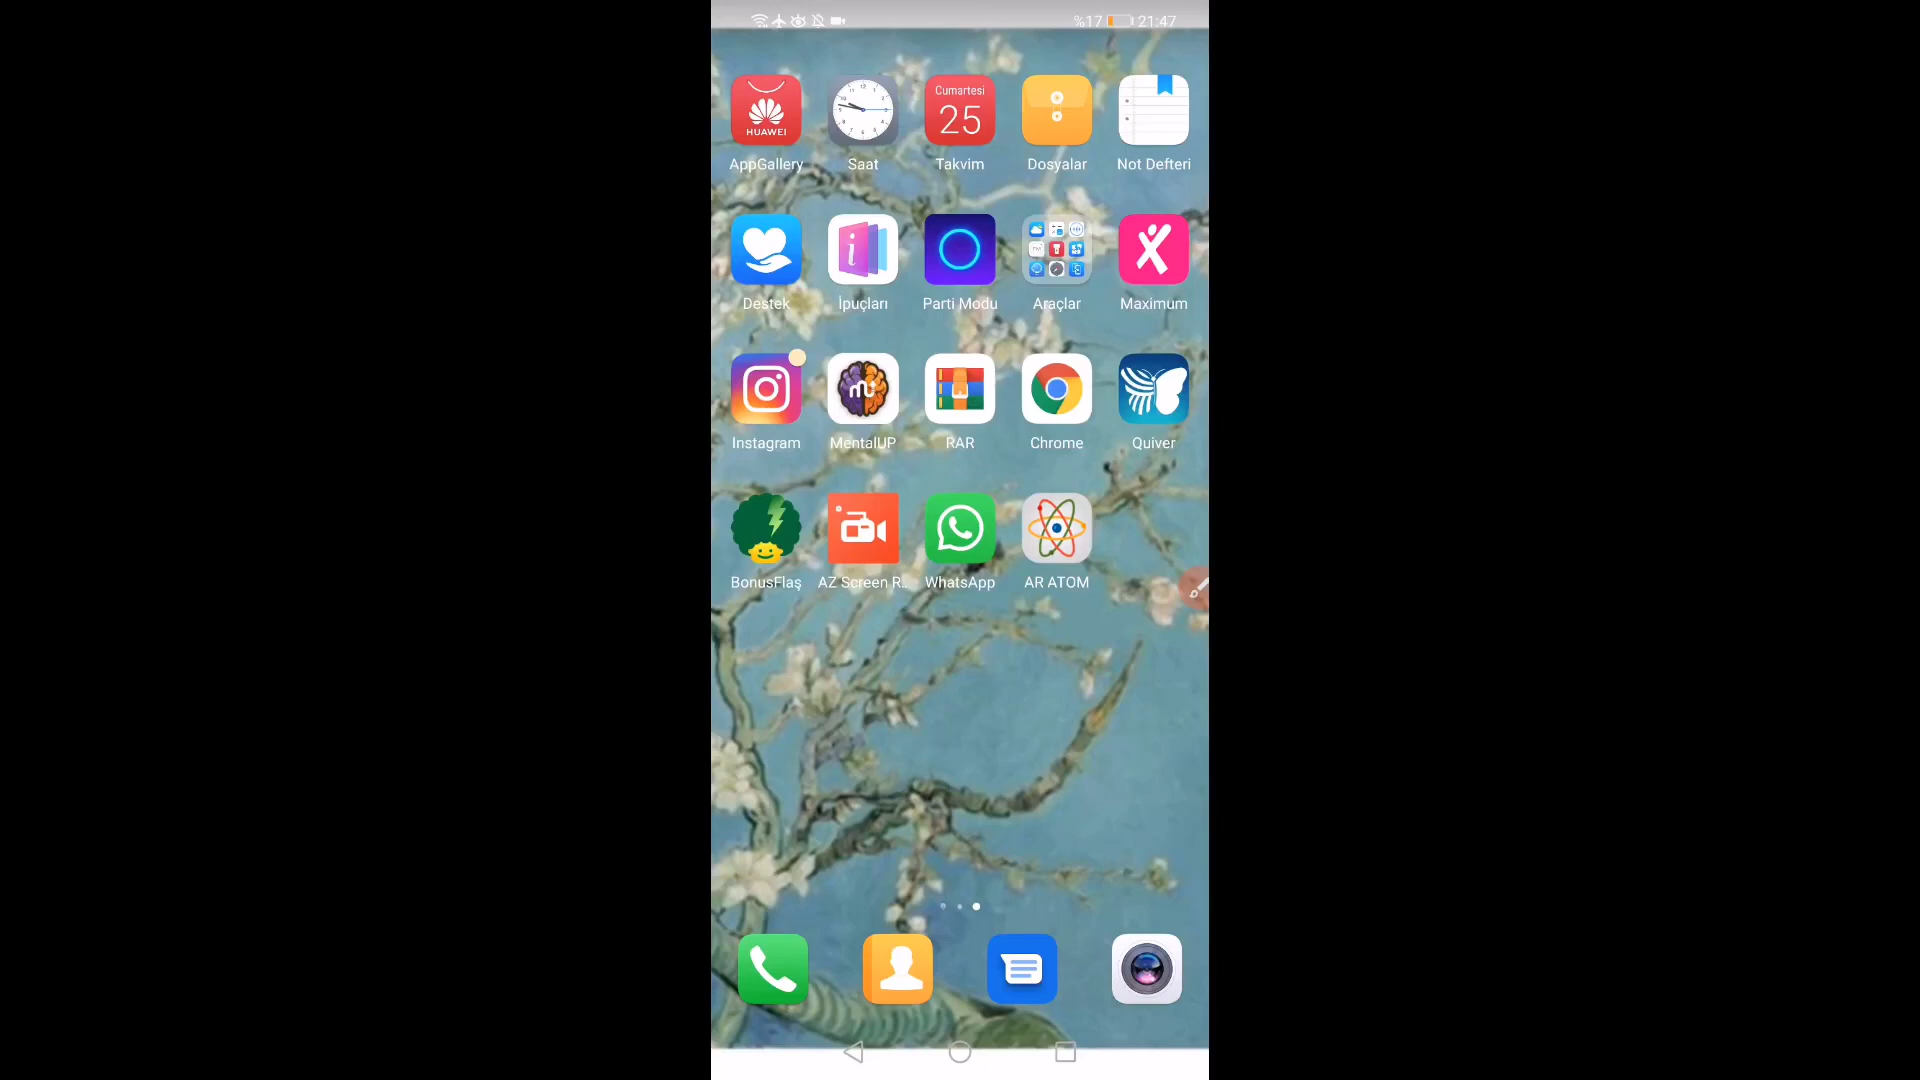 %17 21:47
HUAWEI
Cumartesi
25
AppGallery Saat Takvim Dosyalar Not Defteri
Destek İpuçları Parti Modu Araçlar Maximum
Instagram MentalUP RAR Chrome Quiver
BonusFlaş AZ Screen R.. WhatsApp AR ATOM